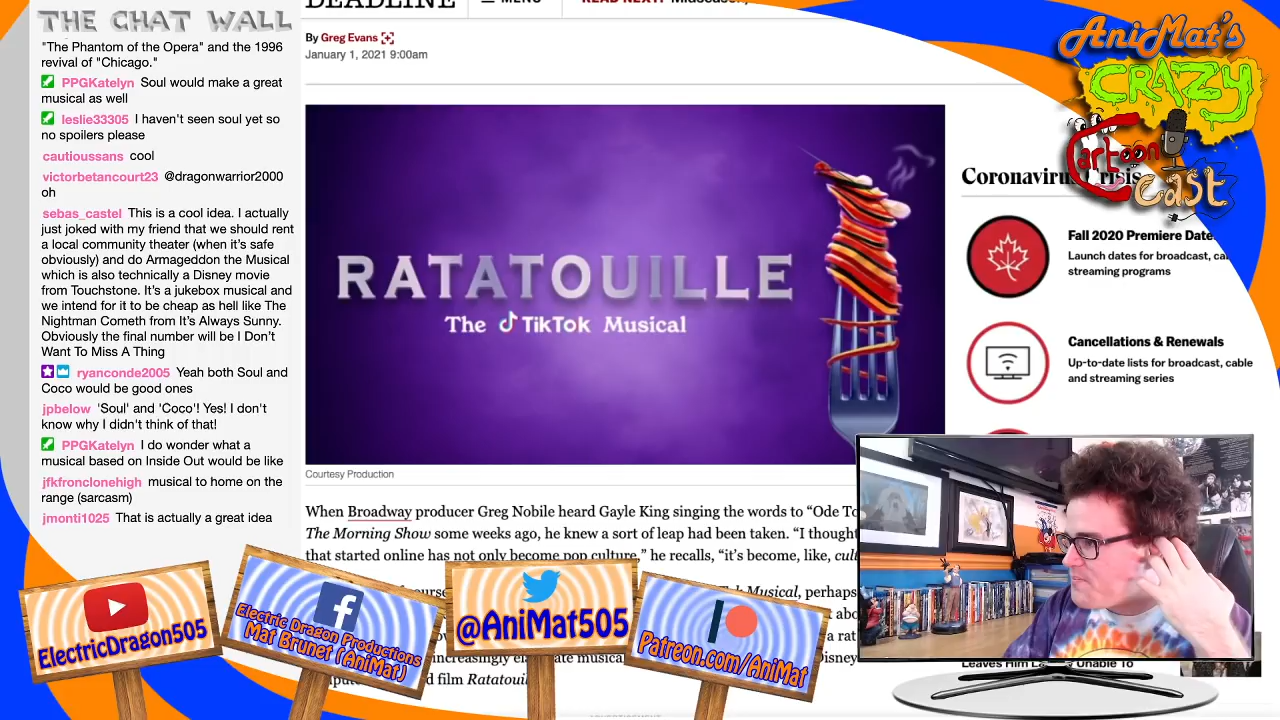 THE CHAT WALL
"The Phantom of the Opera" and the 1996
revival of "Chicago."
PPGKatelyn Soul would make a great
musical as well
leslie33305 I haven't seen soul yet so
no spoilers please
cautioussans cool
victorbetancourt23 @dragonwarrior2000
oh
sebas_castel This is a cool idea. I actually
just joked with my friend that we should rent
a local community theater (when it's safe
obviously) and do Armageddon the Musical
which is also technically a Disney movie
from Touchstone. It's a jukebox musical and
we intend for it to be cheap as hell like The
Nightman Cometh from It's Always Sunny.
Obviously the final number will be I Don't
Want To Miss A Thing
ryanconde2005 Yeah both Soul and
Coco would be good ones
jpbelow 'Soul' and 'Coco'! Yes! I don't
know why I didn't think of that!
PPGKatelyn I do wonder what a
musical based on Inside Out would be like
jfkfronclonehigh musical to home on the
range (sarcasm)
jmonti1025 That is actually a great idea
DEADLINE
MENU
READ NEXT:
By Greg Evans
January 1, 2021 9:00am
RATATOUILLE
The TikTok Musical
Courtesy Production
When Broadway producer Greg Nobile heard Gayle King singing the words to "Ode To
The Morning Show some weeks ago, he knew a sort of leap had been taken. "I thought
that started online has not only become pop culture," he recalls, "it's become, like,
Musical, perhaps
a rat
musica
Disney
film
AniMat's
CRAZY
Cartoon
Cast
Coronavirus Crisis
Fall 2020 Premiere Date
Launch dates for broadcast,
streaming programs
Cancellations & Renewals
Up-to-date lists for broadcast, cable
and streaming series
Leaves Him
Unable To
ElectricDragon505
Electric Dragon Productions
Mat Brunet (AniMat)
@AniMat505
Patreon.com/AniMat